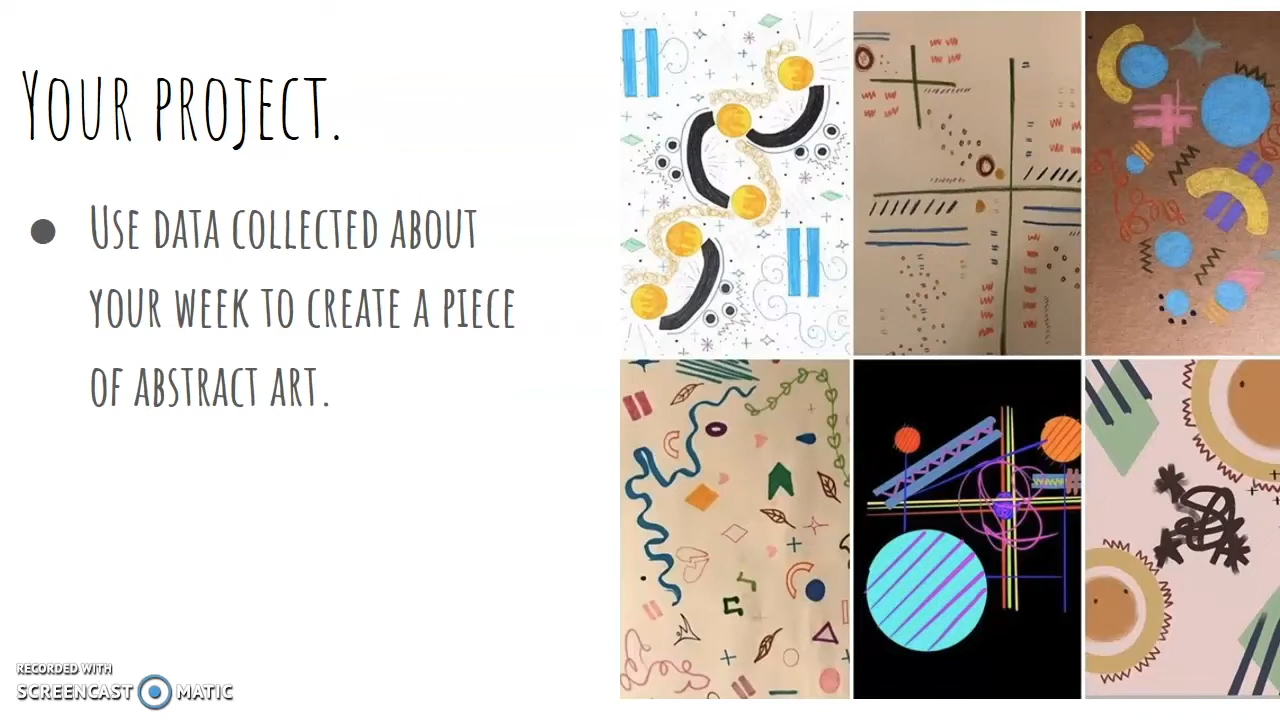 Your project.
● Use data collected about
your week to create a piece
of abstract art.
RECORDED WITH
SCREENCAST MATIC